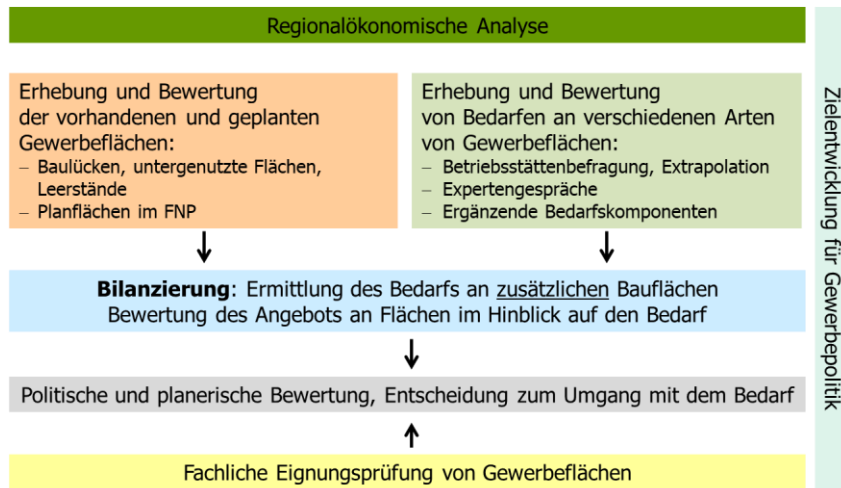 Regionalökonomische Analyse
Erhebung und Bewertung
der vorhandenen und geplanten
Gewerbeflächen:
– Baulücken, untergenutzte Flächen,
Leerstände
– Planflächen im FNP
Erhebung und Bewertung
von Bedarfen an verschiedenen Arten
von Gewerbeflächen:
– Betriebsstättenbefragung, Extrapolation
– Expertengespräche
– Ergänzende Bedarfskomponenten
Bilanzierung: Ermittlung des Bedarfs an zusätzlichen Bauflächen
Bewertung des Angebots an Flächen im Hinblick auf den Bedarf
Politische und planerische Bewertung, Entscheidung zum Umgang mit dem Bedarf
Fachliche Eignungsprüfung von Gewerbeflächen
Zielentwicklung für Gewerbepolitik